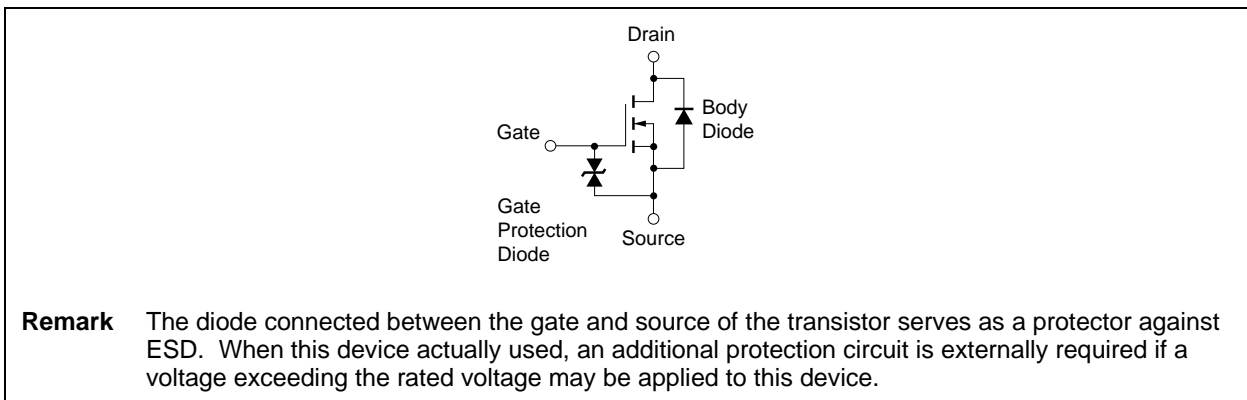 Drain
Body
Diode
Gate
Gate
Protection
Diode
Source
Remark The diode connected between the gate and source of the transistor serves as a protector against
ESD. When this device actually used, an additional protection circuit is externally required if a
voltage exceeding the rated voltage may be applied to this device.